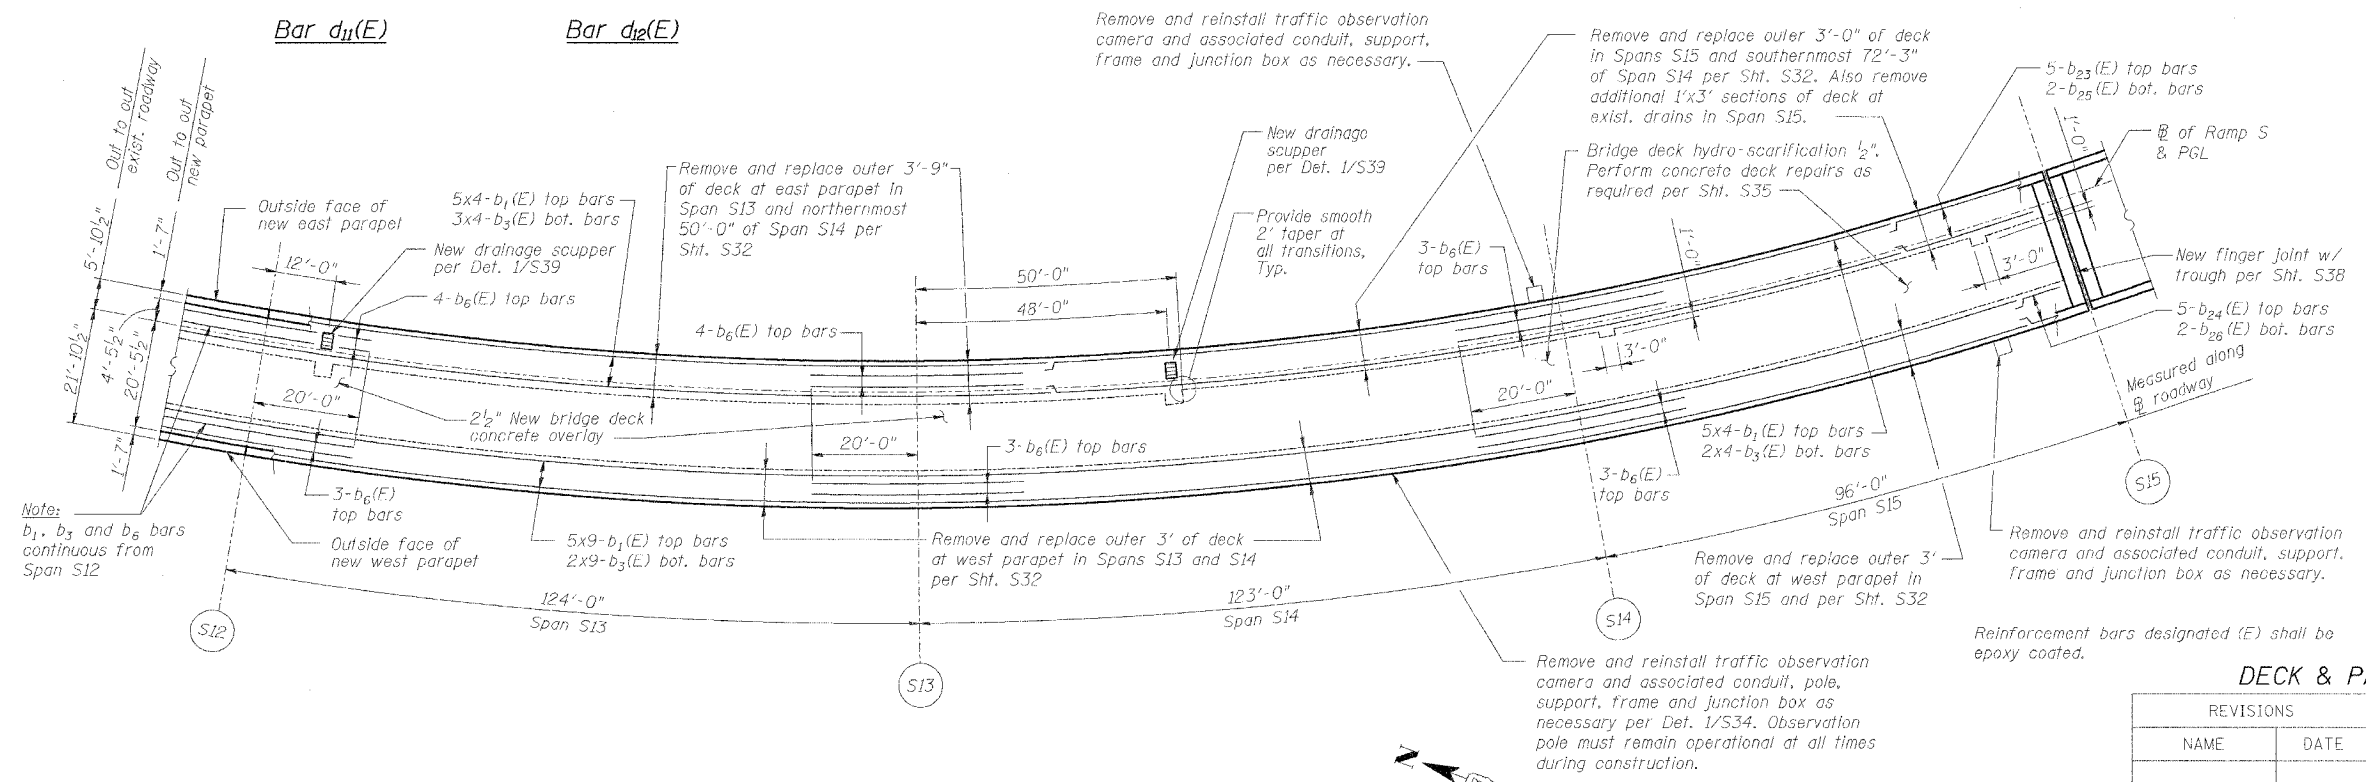 Bar d11(E)
Bar d12(E)
Out to out
exist. roadway
Out to out
new parapet
5'-10½"
1'-7"
21'-10½"
4'-5½"
20'-5½"
1'-7"
Outside face of
new east parapet
12'-0"
New drainage scupper
per Det. 1/S39
4-b6(E) top bars
5x4-b1(E) top bars
3x4-b3(E) bot. bars
Remove and replace outer 3'-9"
of deck at east parapet in
Span S13 and northernmost
50'-0" of Span S14 per
Sht. S32
4-b6(E) top bars
20'-0"
2½" New bridge deck
concrete overlay
20'-0"
3-b6(E) top bars
3-b6(E)
top bars
Note:
b1, b3 and b6 bars
continuous from
Span S12
Outside face of
new west parapet
5x9-b1(E) top bars
2x9-b3(E) bot. bars
Remove and replace outer 3' of deck
at west parapet in Spans S13 and S14
per Sht. S32
124'-0"
Span S13
S12
S13
50'-0"
48'-0"
New drainage
scupper
per Det. 1/S39
Provide smooth
2' taper at
all transitions,
Typ.
Remove and reinstall traffic observation
camera and associated conduit, support,
frame and junction box as necessary.
Remove and replace outer 3'-0" of deck
in Spans S15 and southernmost 72'-3"
of Span S14 per Sht. S32. Also remove
additional 1'x3' sections of deck at
exist. drains in Span S15.
Bridge deck hydro-scarification ½".
Perform concrete deck repairs as
required per Sht. S35
3-b6(E)
top bars
1'-0"
3'-0"
20'-0"
5-b23(E) top bars
2-b25(E) bot. bars
1'-0"
℄ of Ramp S
& PGL
New finger joint w/
trough per Sht. S38
3'-0"
5-b24(E) top bars
2-b26(E) bot. bars
Measured along
℄ roadway
5x4-b1(E) top bars
2x4-b3(E) bot. bars
3-b6(E)
top bars
96'-0"
Span S15
S15
123'-0"
Span S14
S14
Remove and replace outer 3'
of deck at west parapet in
Span S15 and per Sht. S32
Remove and reinstall traffic observation
camera and associated conduit, support,
frame and junction box as necessary.
Remove and reinstall traffic observation
camera and associated conduit, pole,
support, frame and junction box as
necessary per Det. 1/S34. Observation
pole must remain operational at all times
during construction.
Reinforcement bars designated (E) shall be
epoxy coated.
N
DECK &
REVISIONS
NAME
DATE